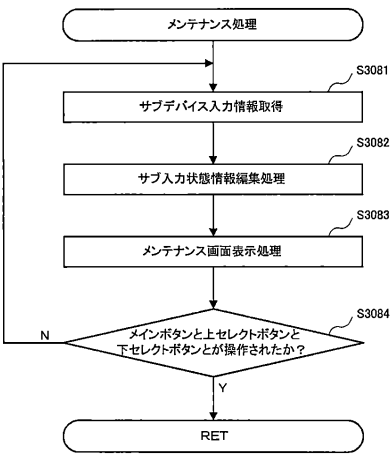 メンテナンス処理
S3081
サブデバイス入力情報取得
S3082
サブ入力状態情報編集処理
S3083
メンテナンス画面表示処理
S3084
メインボタンと上セレクトボタンと
下セレクトボタンとが操作されたか？
N
Y
RET